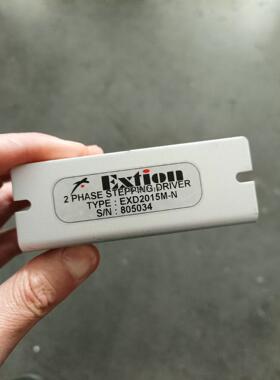 Extion
2 PHASE STEPPING DRIVER
TYPE : EXD2015M-N
S/N : 805034